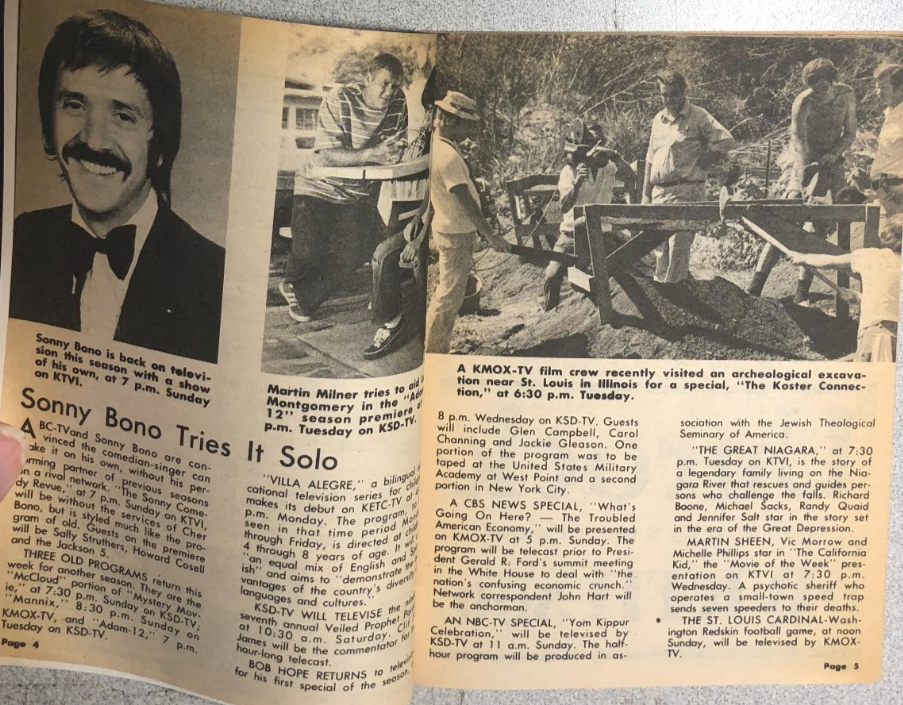 Sonny Bono is back on televi-
sion this season with a show
of his own, at 7 p.m. Sunday
on KTVI.
Martin Milner tries to aid
Montgomery in the
12" season premiere
p.m. Tuesday on KSD-TV.
Sonny Bono Tries It Solo
ABC-TV and Sonny Bono are con-
vinced the comedian-singer can
make it on his own, without his
partner of previous seasons
on a rival network. "The Sonny Come-
dy Revue," at 7 p.m. Sunday on KTVI,
will be without the services of Cher
Bono, but is styled much like the pro-
gram of old. Guests on the premiere
will be Sally Struthers, Howard Cosell
and the Jackson 5.
THREE OLD PROGRAMS return this
week for another season. They are the
"McCloud" portion of "Mystery Mov-
ie," at 7:30 p.m. Sunday on KSD-TV,
"Mannix," 8:30 p.m. Sunday on
KMOX-TV, and "Adam-12," 7 p.m.
Tuesday on KSD-TV.
Page 4
"VILLA ALEGRE," a bilingual
television series for
makes its debut on KETC-TV
p.m. Monday. The program, to
seen in that time period
through Friday, is directed at
4 through 8 years of age. It
"an equal mix of English and
ish" and aims to "demonstrate the
vantages of the country's
languages and cultures."
KSD-TV WILL TELEVISE the
seventh annual Veiled Prophet
at 10:30 a.m. Saturday.
James will be the commentator for
hour-long telecast.
BOB HOPE RETURNS to
for his first special of the season,
A KMOX-TV film crew recently visited an archeological excava-
tion near St. Louis in Illinois for a special, "The Koster Connec-
tion," at 6:30 p.m. Tuesday.
8 p.m. Wednesday on KSD-TV. Guests
will include Glen Campbell, Carol
Channing and Jackie Gleason. One
portion of the program was to be
taped at the United States Military
Academy at West Point and a second
portion in New York City.
A CBS NEWS SPECIAL, "What's
Going On Here? — The Troubled
American Economy," will be presented
on KMOX-TV at 5 p.m. Sunday. The
program will be telecast prior to Presi-
dent Gerald R. Ford's summit meeting
in the White House to deal with "the
nation's confusing economic crunch."
Network correspondent John Hart will
be the anchorman.
AN NBC-TV SPECIAL, "Yom Kippur
Celebration," will be televised by
KSD-TV at 11 a.m. Sunday. The half-
hour program will be produced in as-
sociation with the Jewish Theological
Seminary of America.
"THE GREAT NIAGARA," at 7:30
p.m. Tuesday on KTVI, is the story of
a legendary family living on the Nia-
gara River that rescues and guides per-
sons who challenge the falls. Richard
Boone, Michael Sacks, Randy Quaid
and Jennifer Salt star in the story set
in the era of the Great Depression.
MARTIN SHEEN, Vic Morrow and
Michelle Phillips star in "The California
Kid," the "Movie of the Week" pres-
entation on KTVI at 7:30 p.m.
Wednesday. A psychotic sheriff who
operates a small-town speed trap
sends seven speeders to their deaths.
THE ST. LOUIS CARDINAL-Wash-
ington Redskin football game, at noon
Sunday, will be televised by KMOX-
TV.
Page 5